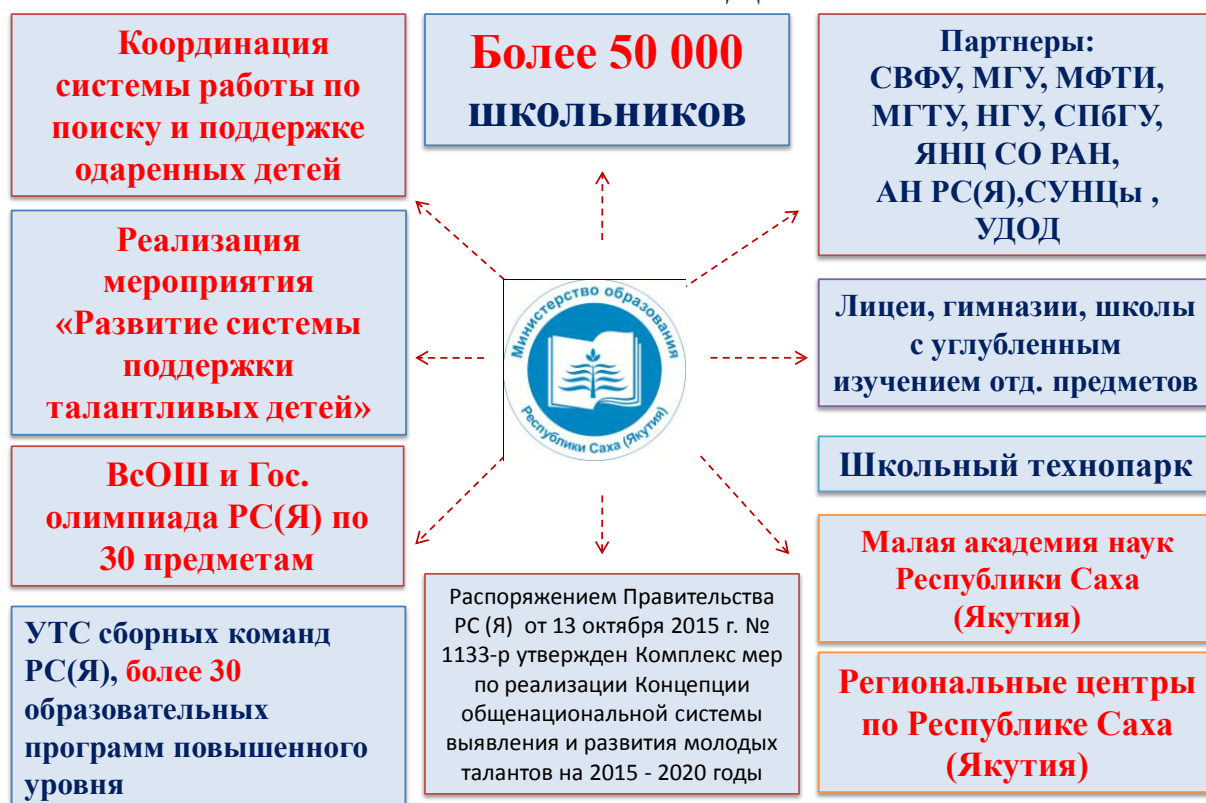 Координация
системы работы по
поиску и поддержке
одаренных детей
Более 50 000
школьников
Партнеры:
СВФУ, МГУ, МФТИ,
МГТУ, НГУ, СПбГУ,
ЯНЦ СО РАН,
АН РС(Я),СУНЦы ,
УДОД
Реализация
мероприятия
«Развитие системы
поддержки
талантливых детей»
Министерство образования
Республики Саха (Якутия)
Лицеи, гимназии, школы
с углубленным
изучением отд. предметов
ВсОШ и Гос.
олимпиада РС(Я) по
30 предметам
Школьный технопарк
Малая академия наук
Республики Саха
(Якутия)
УТС сборных команд
РС(Я), более 30
образовательных
программ повышенного
уровня
Распоряжением Правительства
РС (Я) от 13 октября 2015 г. №
1133-р утвержден Комплекс мер
по реализации Концепции
общенациональной системы
выявления и развития молодых
талантов на 2015 - 2020 годы
Региональные центры
по Республике Саха
(Якутия)